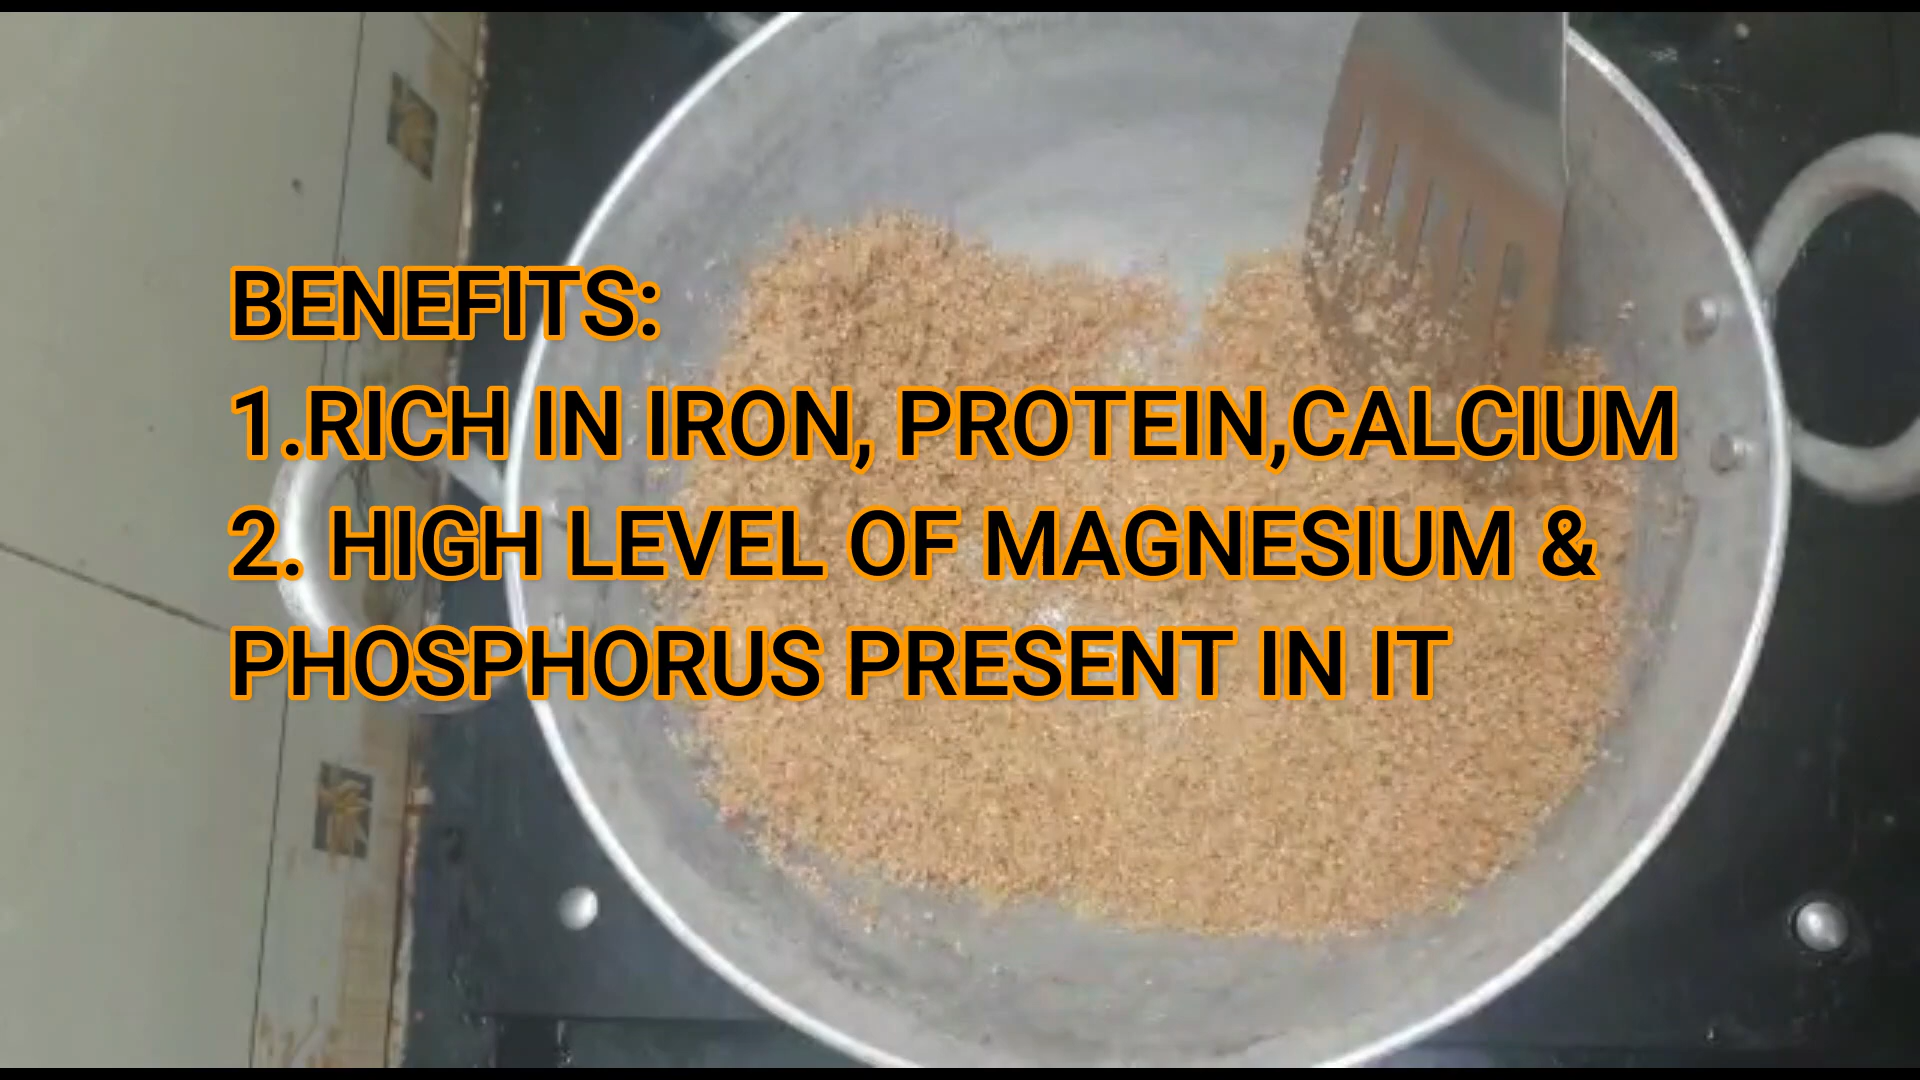 BENEFITS:
1.RICH IN IRON, PROTEIN,CALCIUM
2. HIGH LEVEL OF MAGNESIUM &
PHOSPHORUS PRESENT IN IT